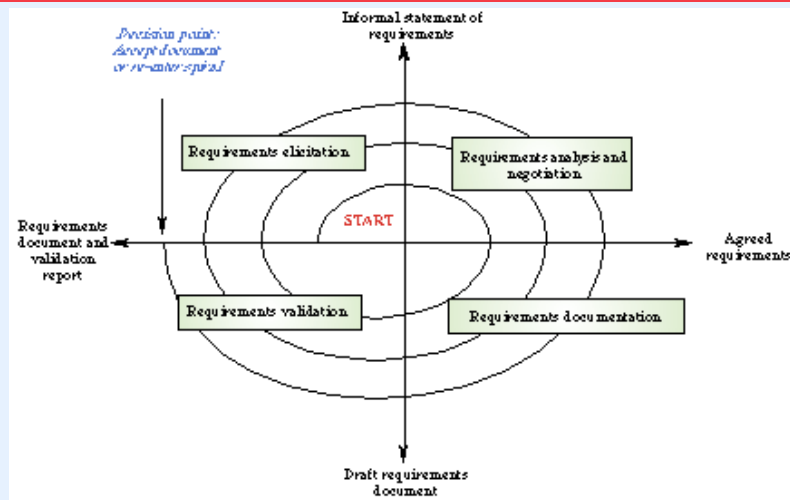 Informal statement of
requirements
Decision point:
Accept document
or re-enter spiral
Requirements elicitation
Requirements analysis and
negotiation
START
Requirements
document and
validation
report
Agreed
requirements
Requirements validation
Requirements documentation
Draft requirements
document